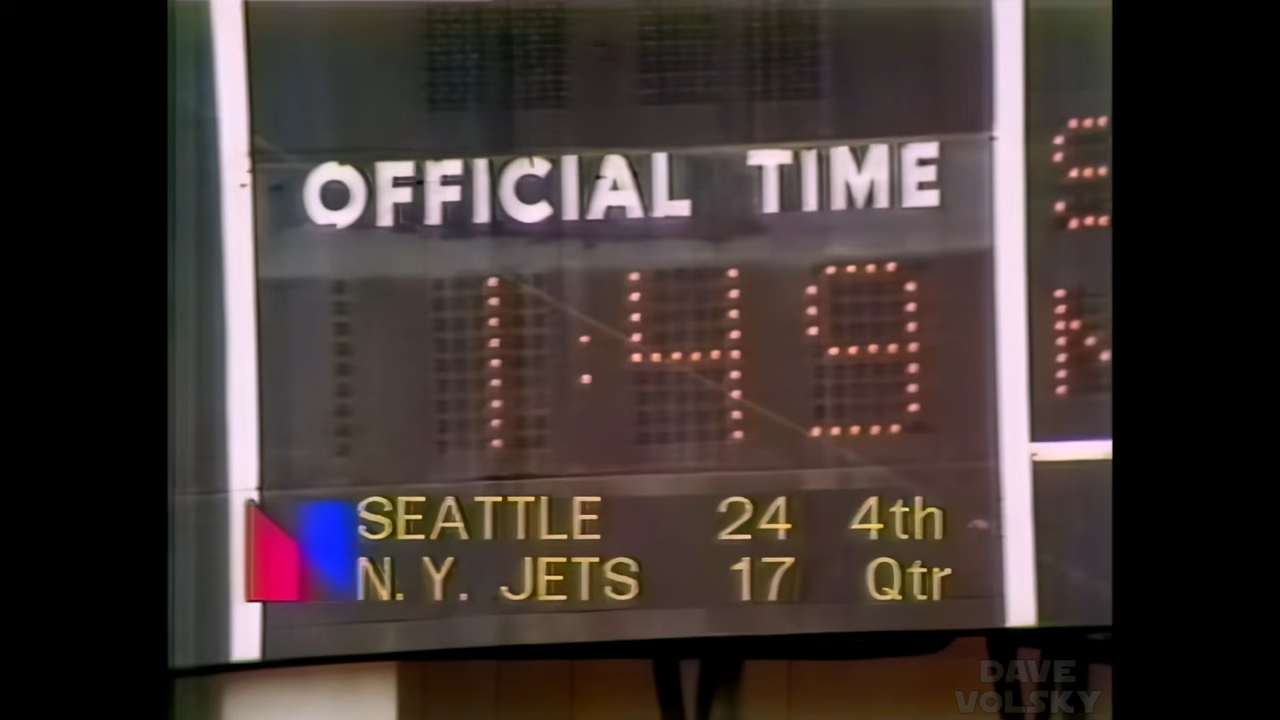 OFFICIAL TIME
1:49
SEATTLE 24 4th
N.Y. JETS 17 Qtr
DAVE
VOLSKY